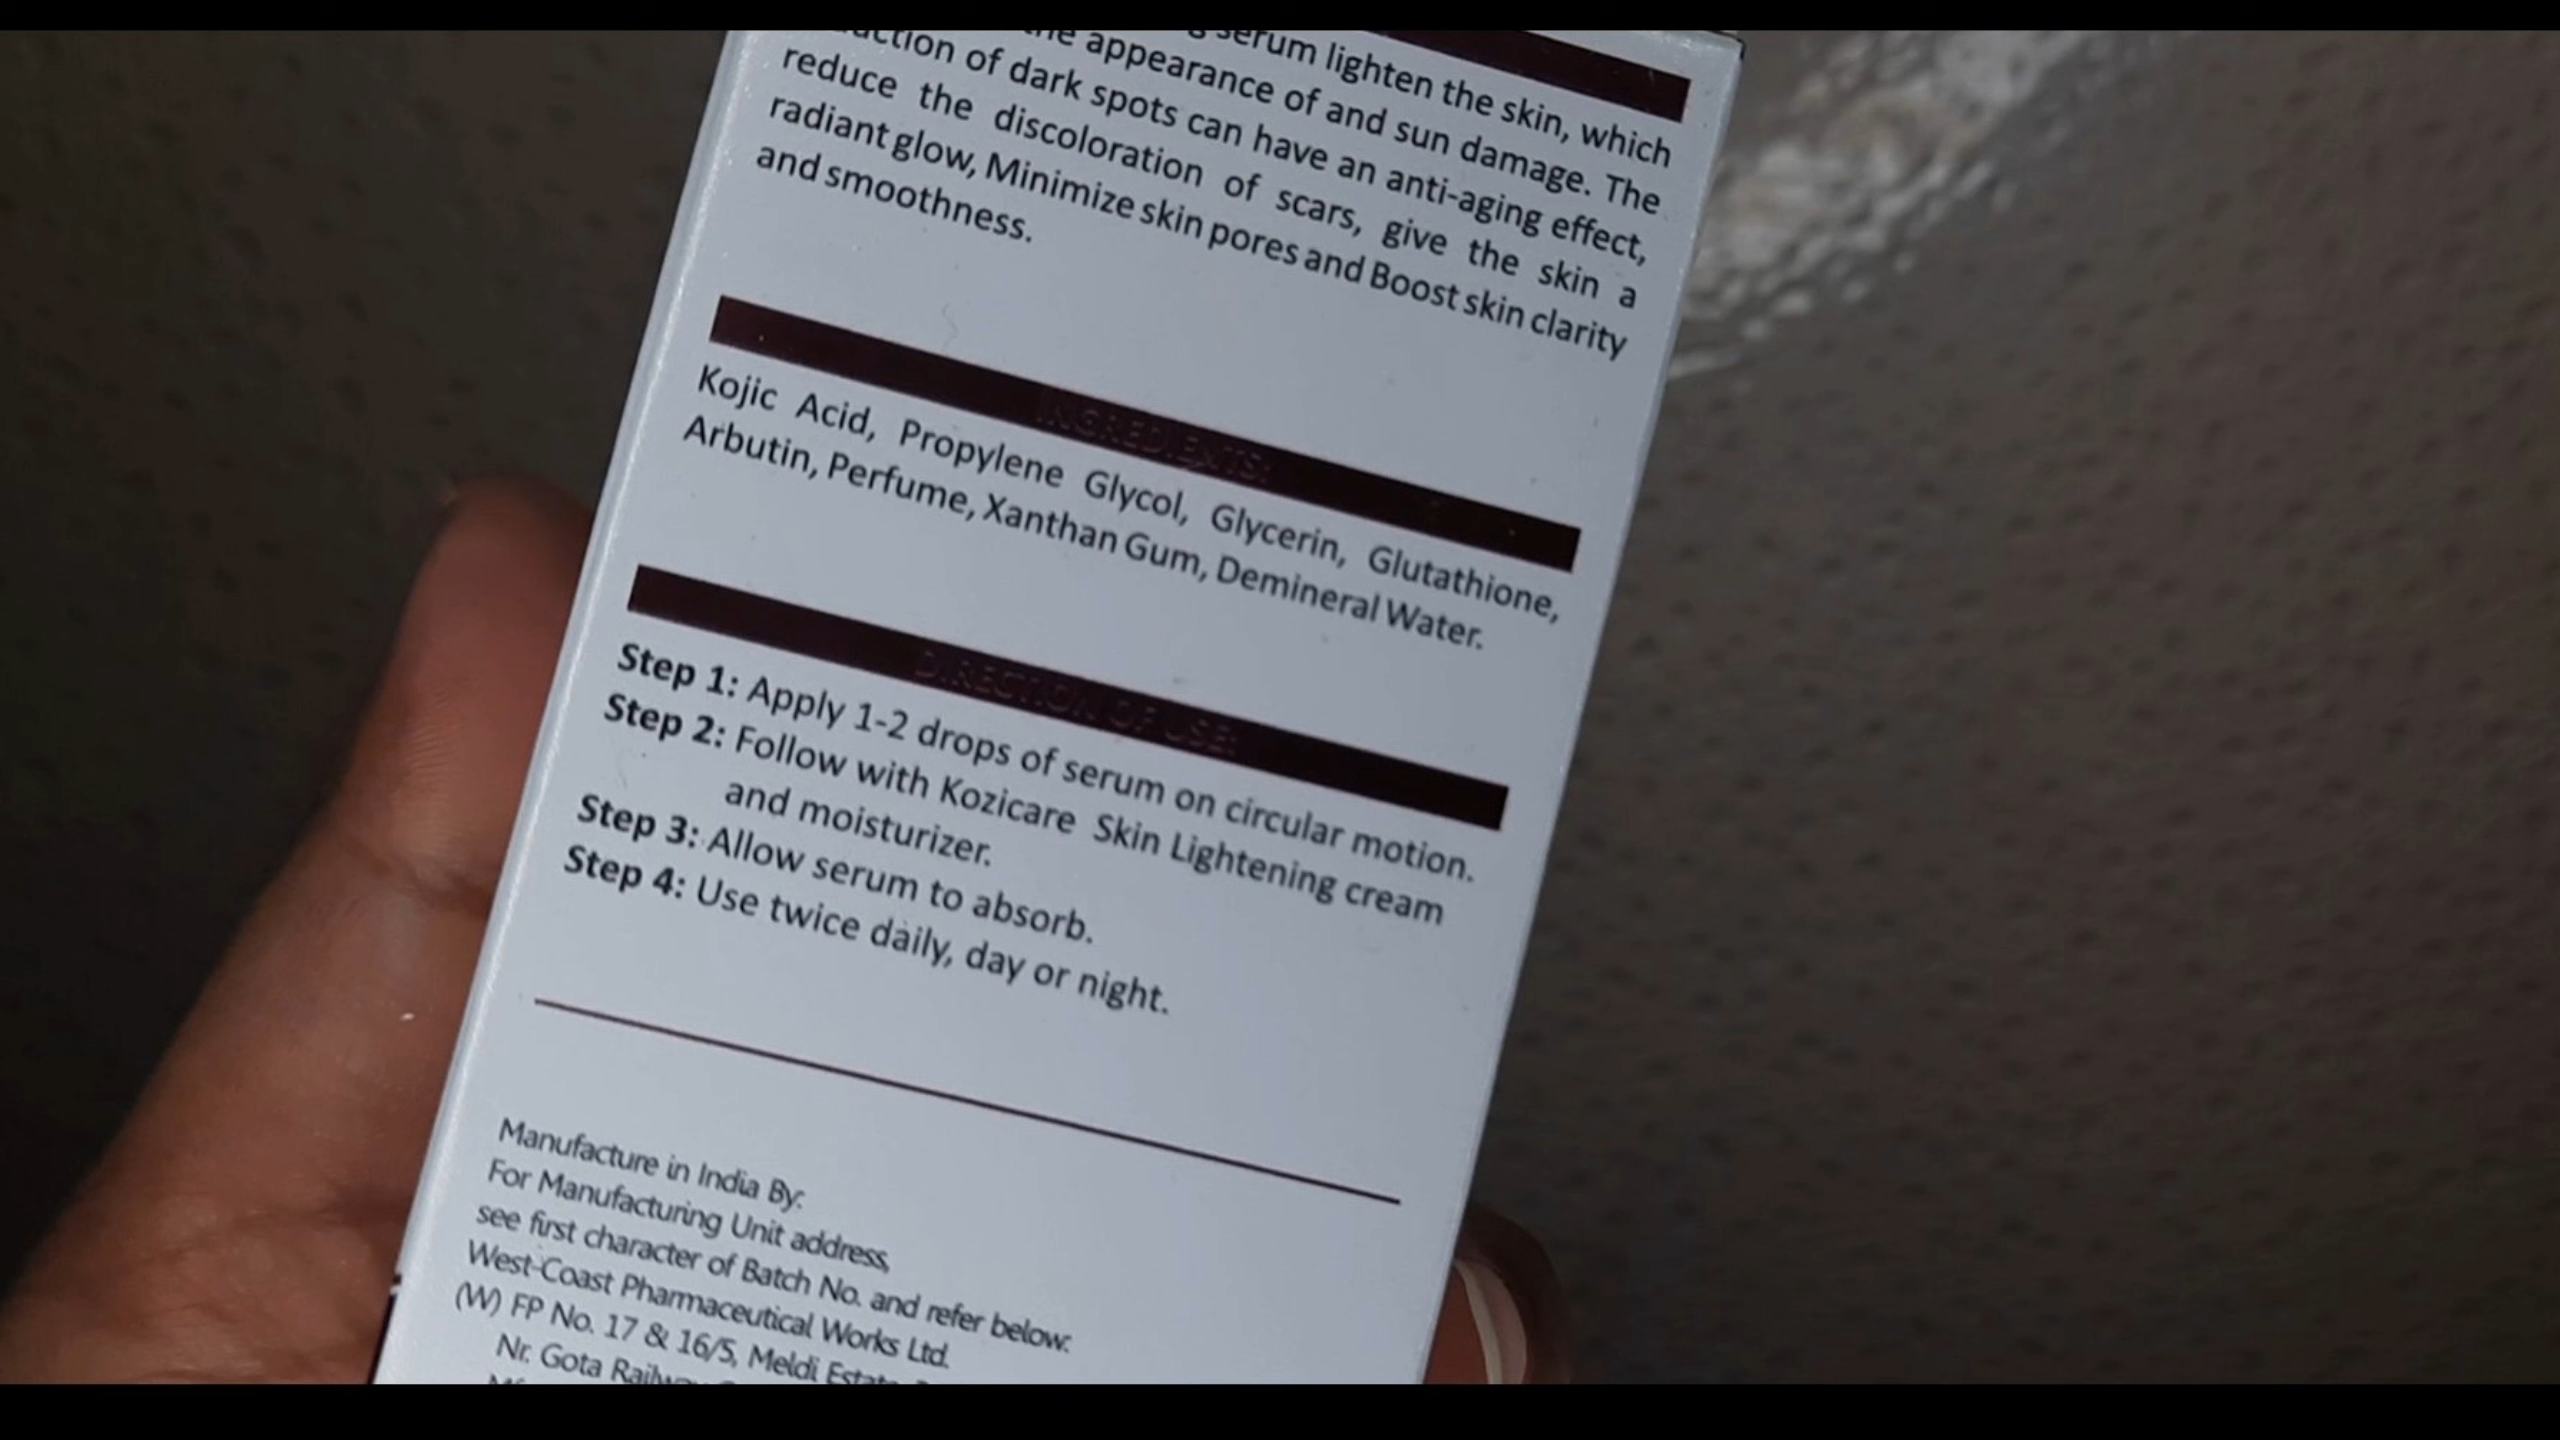 serum lighten the skin, which
the appearance of and sun damage. The
of dark spots can have an anti-aging effect,
reduce the discoloration of scars, give the skin a
radiant glow, Minimize skin pores and Boost skin clarity
and smoothness.
INGREDIENTS:
Kojic Acid, Propylene Glycol, Glycerin, Glutathione,
Arbutin, Perfume, Xanthan Gum, Demineral Water.
DIRECTION OF USE:
Step 1: Apply 1-2 drops of serum on circular motion.
Step 2: Follow with Kozicare Skin Lightening cream
and moisturizer.
Step 3: Allow serum to absorb.
Step 4: Use twice daily, day or night.
Manufacture in India By:
For Manufacturing Unit address,
see first character of Batch No. and refer below:
West-Coast Pharmaceutical Works Ltd.
(W) FP No. 17 & 16/5, Meldi Estate,
Nr. Gota